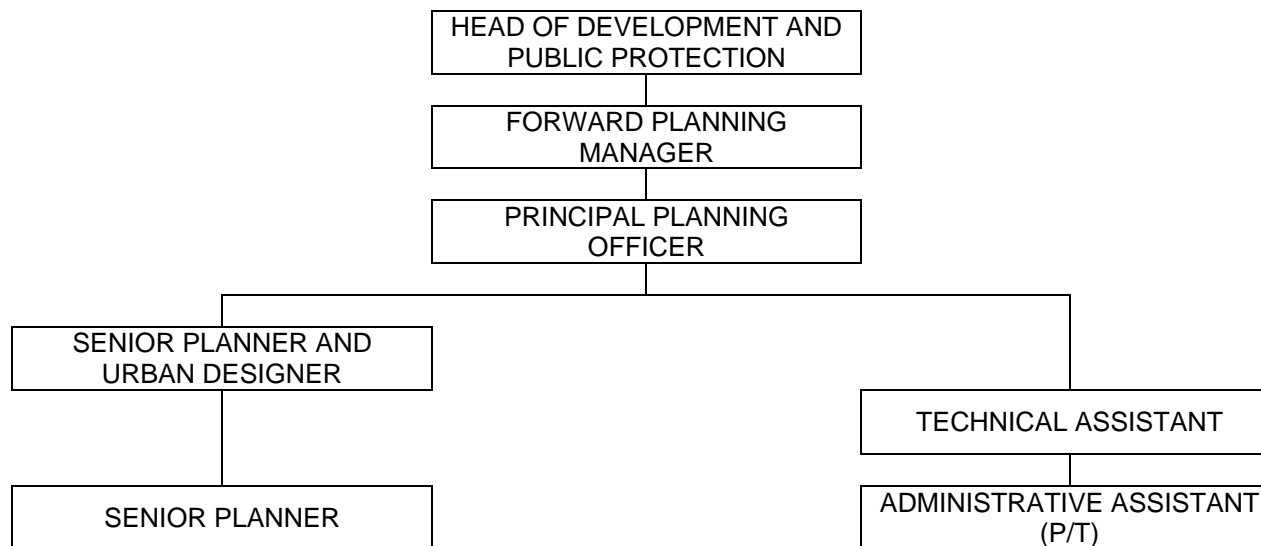 HEAD OF DEVELOPMENT AND
PUBLIC PROTECTION
FORWARD PLANNING
MANAGER
PRINCIPAL PLANNING
OFFICER
SENIOR PLANNER AND
URBAN DESIGNER
TECHNICAL ASSISTANT
SENIOR PLANNER
ADMINISTRATIVE ASSISTANT
(P/T)